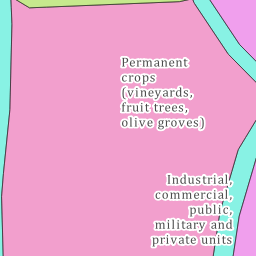 Permanent
crops
(vineyards,
fruit trees,
olive groves)
Industrial,
commercial,
public,
military and
private units